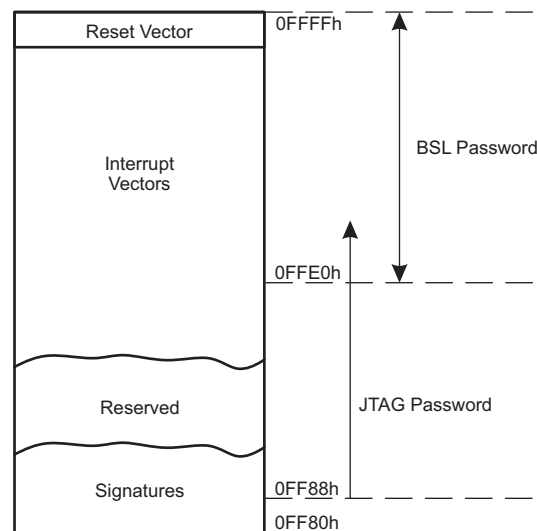 Reset Vector
0FFFFh
BSL Password
Interrupt
Vectors
0FFE0h
Reserved
JTAG Password
Signatures
0FF88h
0FF80h